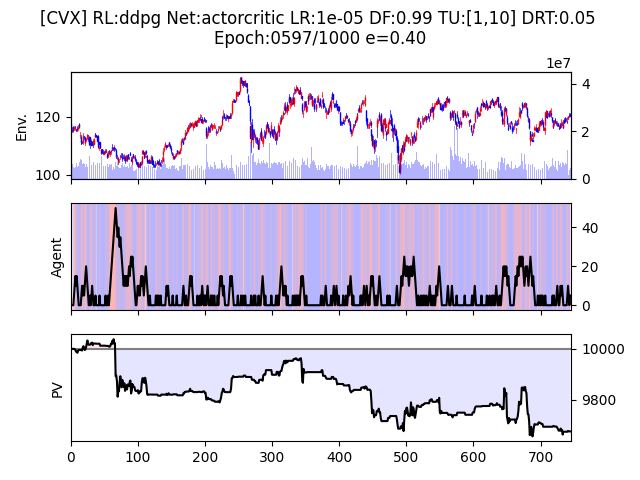 [CVX] RL:ddpg Net:actorcritic LR:1e-05 DF:0.99 TU:[1,10] DRT:0.05
Epoch:0597/1000 e=0.40
1e7
Env.
120
100
4
2
0
Agent
40
20
0
PV
10000
9800
0 100 200 300 400 500 600 700